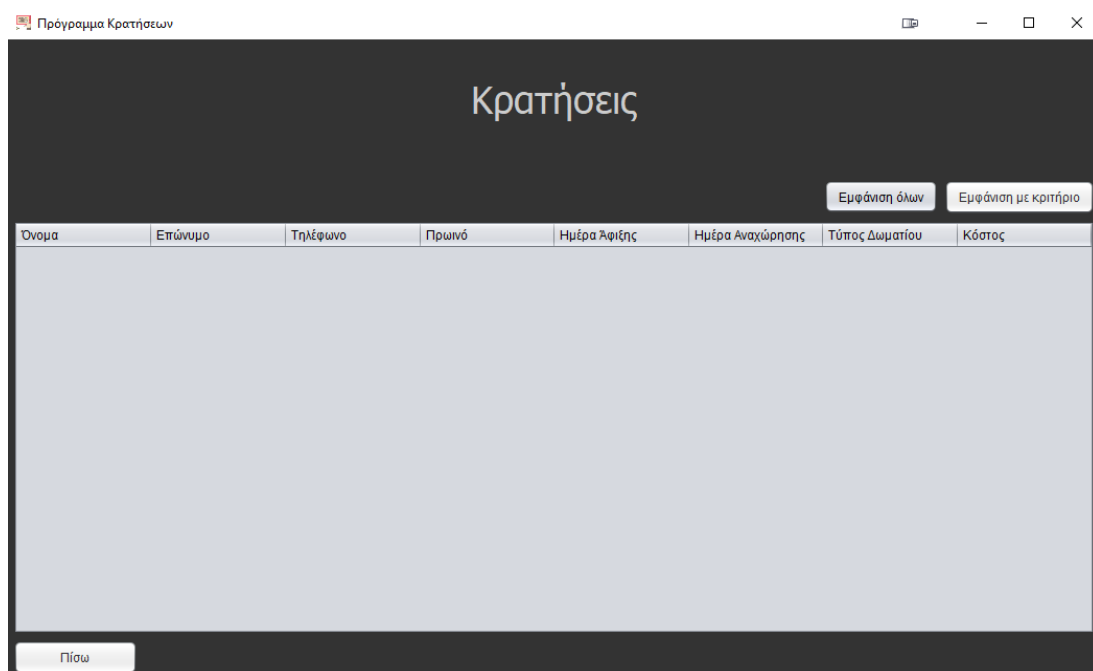 Πρόγραμμα Κρατήσεων
Κρατήσεις
Εμφάνιση όλων Εμφάνιση με κριτήριο
Όνομα Επώνυμο Τηλέφωνο Πρωινό Ημέρα Άφιξης Ημέρα Αναχώρησης Τύπος Δωματίου Κόστος
Πίσω